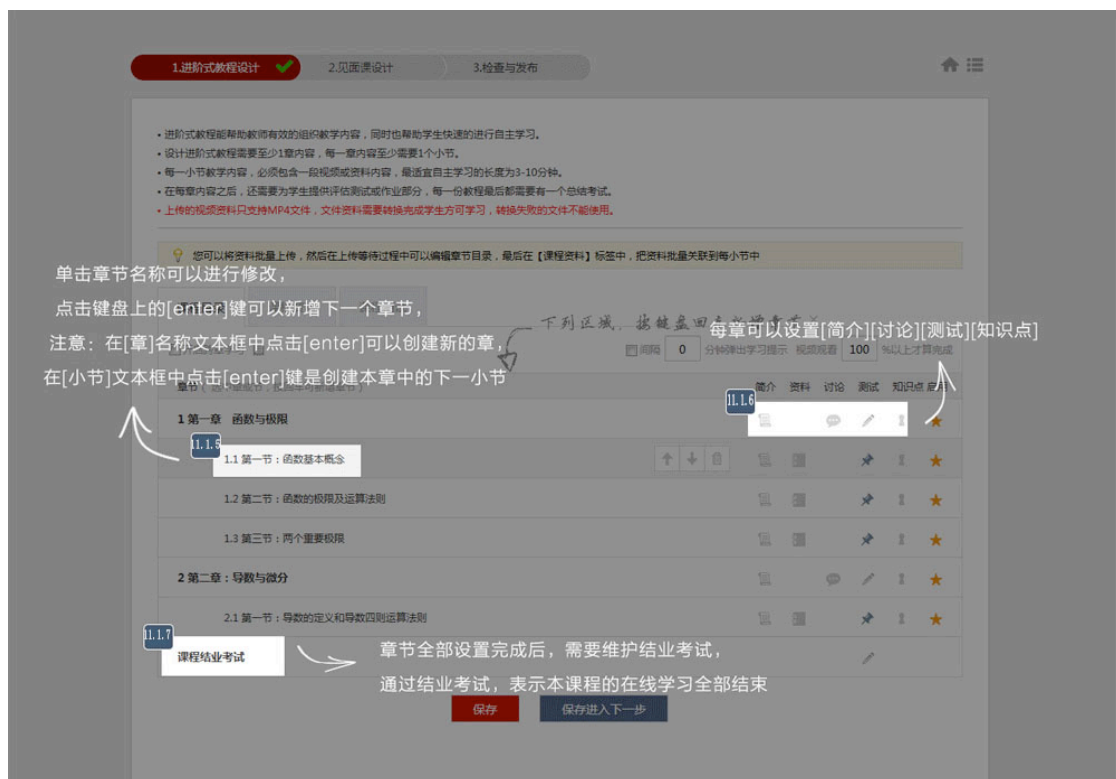 1.进阶式教程设计
2.见面课设计
3.检查与发布
• 进阶式教程能帮助教师有效的组织教学内容，同时也帮助学生快速的进行自主学习。
• 设计进阶式教程需要至少1章内容，每一章内容至少需要1个小节。
• 每一小节教学内容，必须包含一段视频或资料内容，最适宜自主学习的长度为3-10分钟。
• 在每章内容之后，还需要为学生提供评估测试或作业部分，每一份教程最后都需要有一个总结考试。
• 上传的视频资料只支持MP4文件，文件资料需要转换完成学生方可学习，转换失败的文件不能使用。
您可以将资料批量上传，然后在上传等待过程中可以编辑章节目录，最后在【课程资料】标签中，把资料批量关联到每小节中
单击章节名称可以进行修改，
点击键盘上的[enter]键可以新增下一个章节，
注意：在[章]名称文本框中点击[enter]可以创建新的章，
在[小节]文本框中点击[enter]键是创建本章中的下一小节
下列区域，按键盘回
每章可以设置[简介][讨论][测试][知识点]
间隔 0 分钟弹出学习提示 视频观看 100 %以上才算完成
章节
简介 资料 讨论 测试 知识点 启用
11.1.6
1 第一章 函数与极限
11.1.5
1.1 第一节：函数基本概念
1.2 第二节：函数的极限及运算法则
1.3 第三节：两个重要极限
2 第二章：导数与微分
2.1 第一节：导数的定义和导数四则运算法则
11.1.7
课程结业考试
章节全部设置完成后，需要维护结业考试，
通过结业考试，表示本课程的在线学习全部结束
保存
保存进入下一步